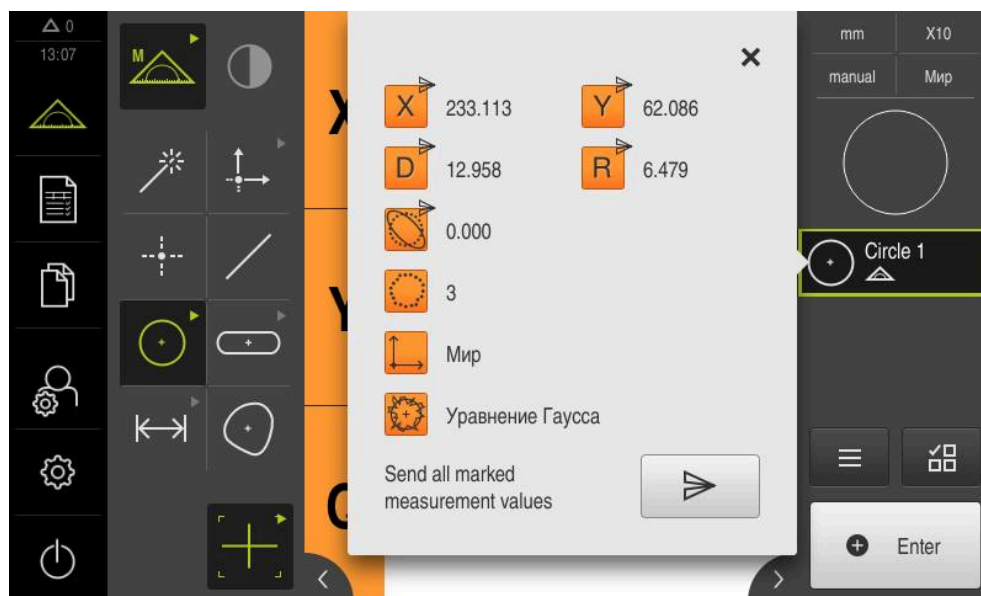 0
13:07
M
X
Y
Q
X 233.113
Y 62.086
D 12.958
R 6.479
0.000
3
Мир
Уравнение Гаусса
Send all marked
measurement values
mm
X10
manual
Мир
Circle 1
Enter